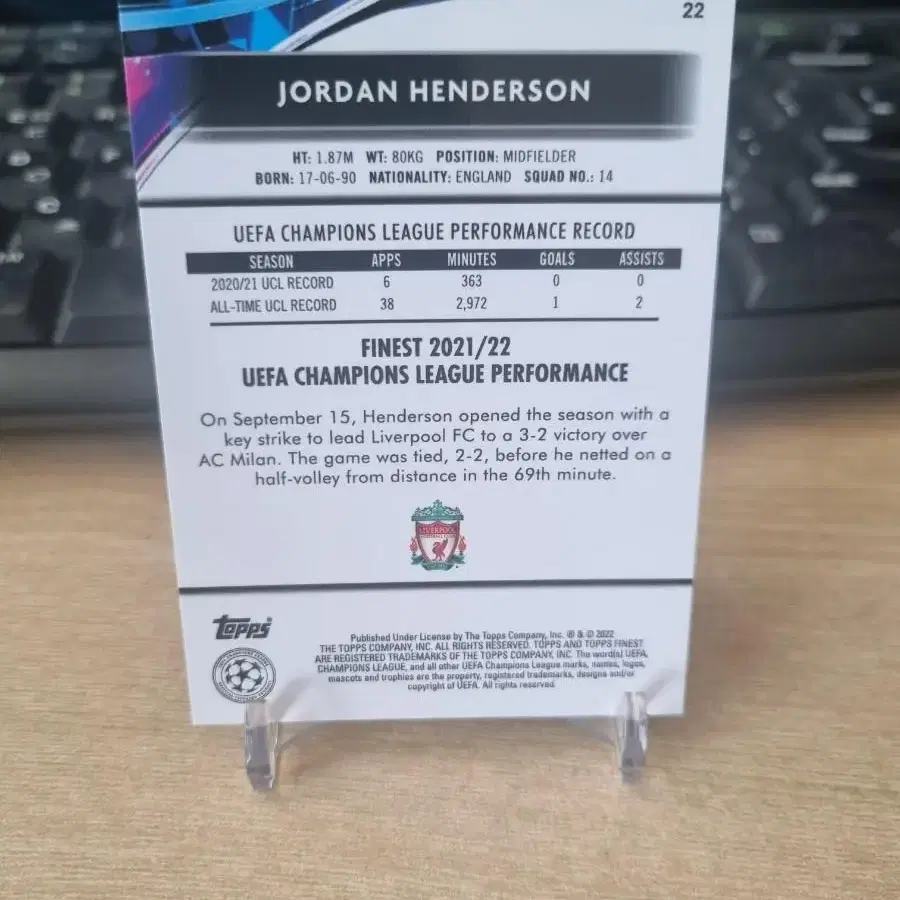 22
JORDAN HENDERSON
HT: 1.87M WT: 80KG POSITION: MIDFIELDER
BORN: 17-06-90 NATIONALITY: ENGLAND SQUAD NO.: 14
UEFA CHAMPIONS LEAGUE PERFORMANCE RECORD
SEASON APPS MINUTES GOALS ASSISTS
2020/21 UCL RECORD 6 363 0 0
ALL-TIME UCL RECORD 38 2,972 1 2
FINEST 2021/22
UEFA CHAMPIONS LEAGUE PERFORMANCE
On September 15, Henderson opened the season with a
key strike to lead Liverpool FC to a 3-2 victory over
AC Milan. The game was tied, 2-2, before he netted on a
half-volley from distance in the 69th minute.
LIVERPOOL
FOOTBALL CLUB
topps
Published Under License by The Topps Company, Inc. ® & © 2022
THE TOPPS COMPANY, INC. ALL RIGHTS RESERVED. TOPPS AND TOPPS FINEST
ARE REGISTERED TRADEMARKS OF THE TOPPS COMPANY, INC. The word(s) UEFA,
CHAMPIONS LEAGUE, and all other UEFA Champions League marks, names, logos,
mascots and trophies are the property, registered trademarks, designs and/or
copyright of UEFA. All rights reserved.